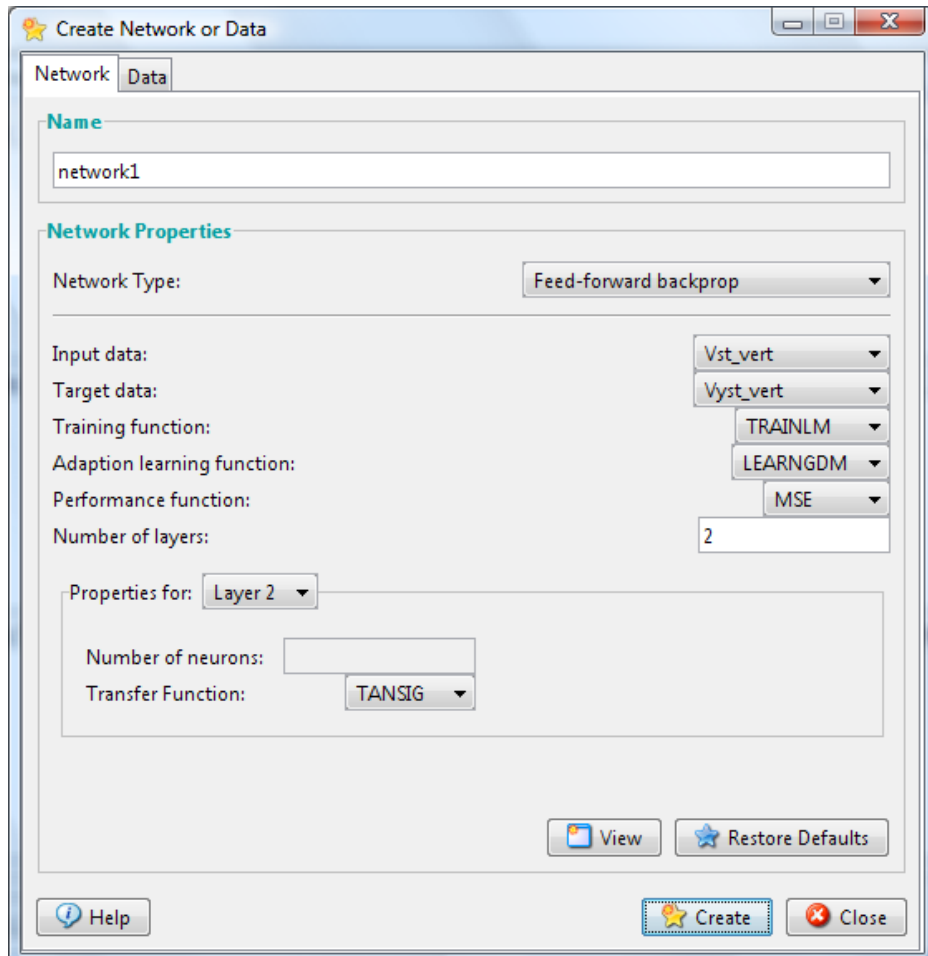 Create Network or Data
Network Data
Name
network1
Network Properties
Network Type: Feed-forward backprop
Input data: Vst_vert
Target data: Vyst_vert
Training function: TRAINLM
Adaption learning function: LEARNGDM
Performance function: MSE
Number of layers: 2
Properties for: Layer 2
Number of neurons:
Transfer Function: TANSIG
View Restore Defaults
Help Create Close